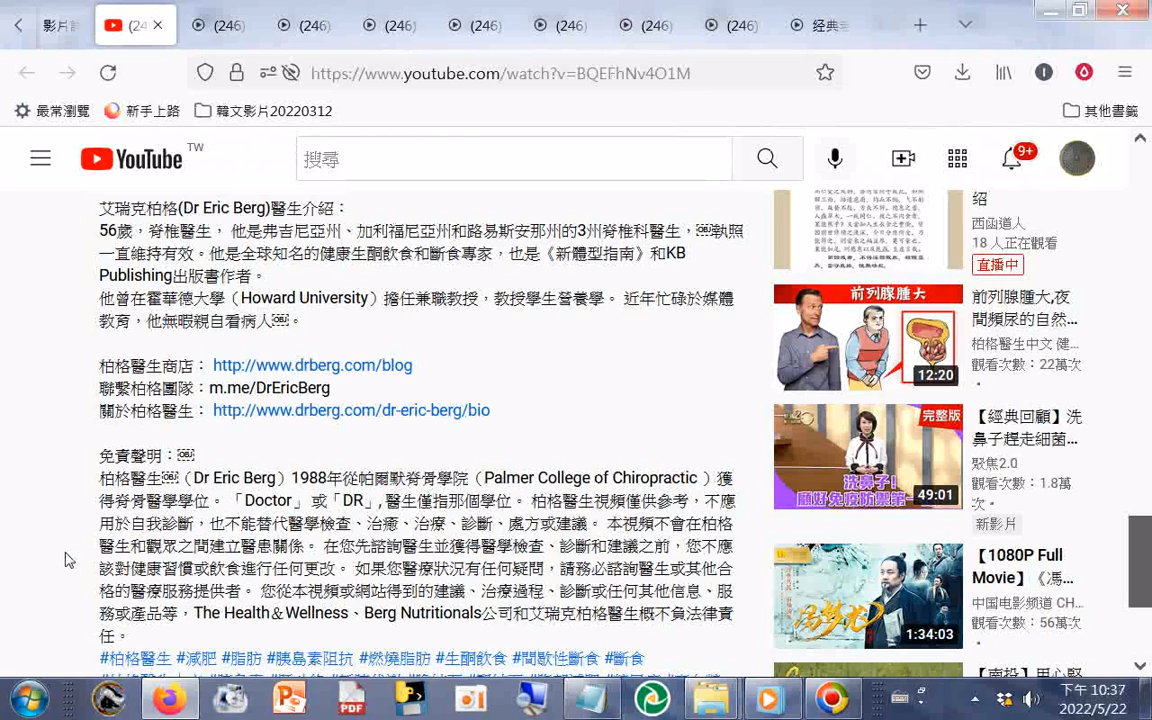 影片
(24
(246)
(246)
(246)
(246)
(246)
(246)
(246)
经典
https://www.youtube.com/watch?v=BQEFhNv4O1M
最常瀏覽
新手上路
韓文影片20220312
其他書籤
YouTube TW
搜尋
9+
艾瑞克柏格(Dr Eric Berg)醫生介紹：
56歲，脊椎醫生， 他是弗吉尼亞州、加利福尼亞州和路易斯安那州的3州脊椎科醫生，執照
一直維持有效。他是全球知名的健康生酮飲食和斷食專家，也是《新體型指南》和KB
Publishing出版書作者。
他曾在霍華德大學（Howard University）擔任兼職教授，教授學生營養學。 近年忙碌於媒體
教育，他無暇親自看病人。
柏格醫生商店： http://www.drberg.com/blog
聯繫柏格團隊：m.me/DrEricBerg
關於柏格醫生： http://www.drberg.com/dr-eric-berg/bio
免責聲明：
柏格醫生（Dr Eric Berg）1988年從帕爾默脊骨學院（Palmer College of Chiropractic ）獲
得脊骨醫學學位。「Doctor」 或「DR」, 醫生僅指那個學位。 柏格醫生視頻僅供參考，不應
用於自我診斷，也不能替代醫學檢查、治癒、治療、診斷、處方或建議。 本視頻不會在柏格
醫生和觀眾之間建立醫患關係。 在您先諮詢醫生並獲得醫學檢查、診斷和建議之前，您不應
該對健康習慣或飲食進行任何更改。 如果您醫療狀況有任何疑問，請務必諮詢醫生或其他合
格的醫療服務提供者。 您從本視頻或網站得到的建議、治療過程、診斷或任何其他信息、服
務或產品等，The Health＆Wellness、Berg Nutritionals公司和艾瑞克柏格醫生概不負法律責
任。
#柏格醫生 #減肥 #脂肪 #胰島素阻抗 #燃燒脂肪 #生酮飲食 #間歇性斷食 #斷食
绍
西函道人
18 人正在觀看
直播中
前列腺腫大
12:20
前列腺腫大,夜
間頻尿的自然...
柏格醫生中文 健...
觀看次數：22萬次
完整版
洗鼻子!
49:01
【經典回顧】洗
鼻子趕走細菌...
聚焦2.0
觀看次數：1.8萬
次
新影片
冯梦龙
1:34:03
【1080P Full
Movie】《馮...
中国电影频道 CH...
觀看次數：56萬次
下午 10:37
2022/5/22